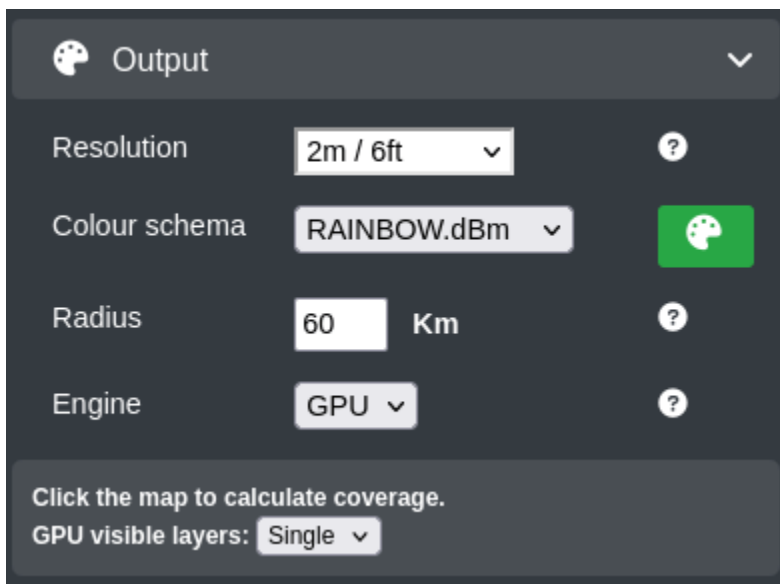 Output
Resolution 2m / 6ft ?
Colour schema RAINBOW.dBm
Radius 60 Km ?
Engine GPU ?
Click the map to calculate coverage.
GPU visible layers: Single